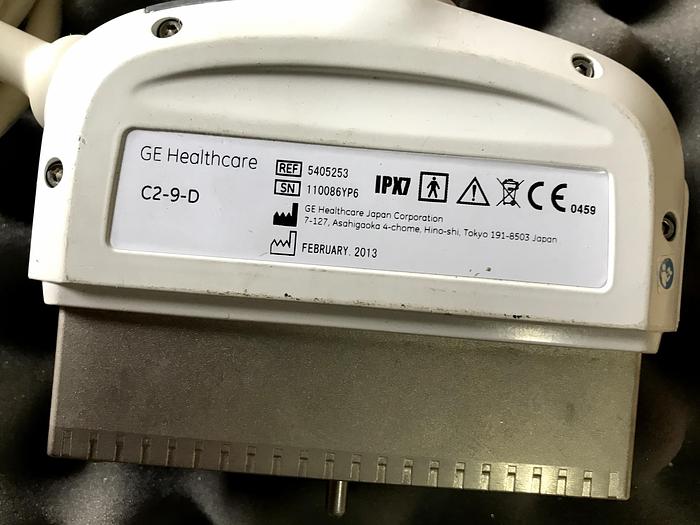 GE Healthcare
C2-9-D
REF 5405253
SN 110086YP6
IPX7
CE 0459
GE Healthcare Japan Corporation
7-127, Asahigaoka 4-chome, Hino-shi, Tokyo 191-8503 Japan
FEBRUARY. 2013